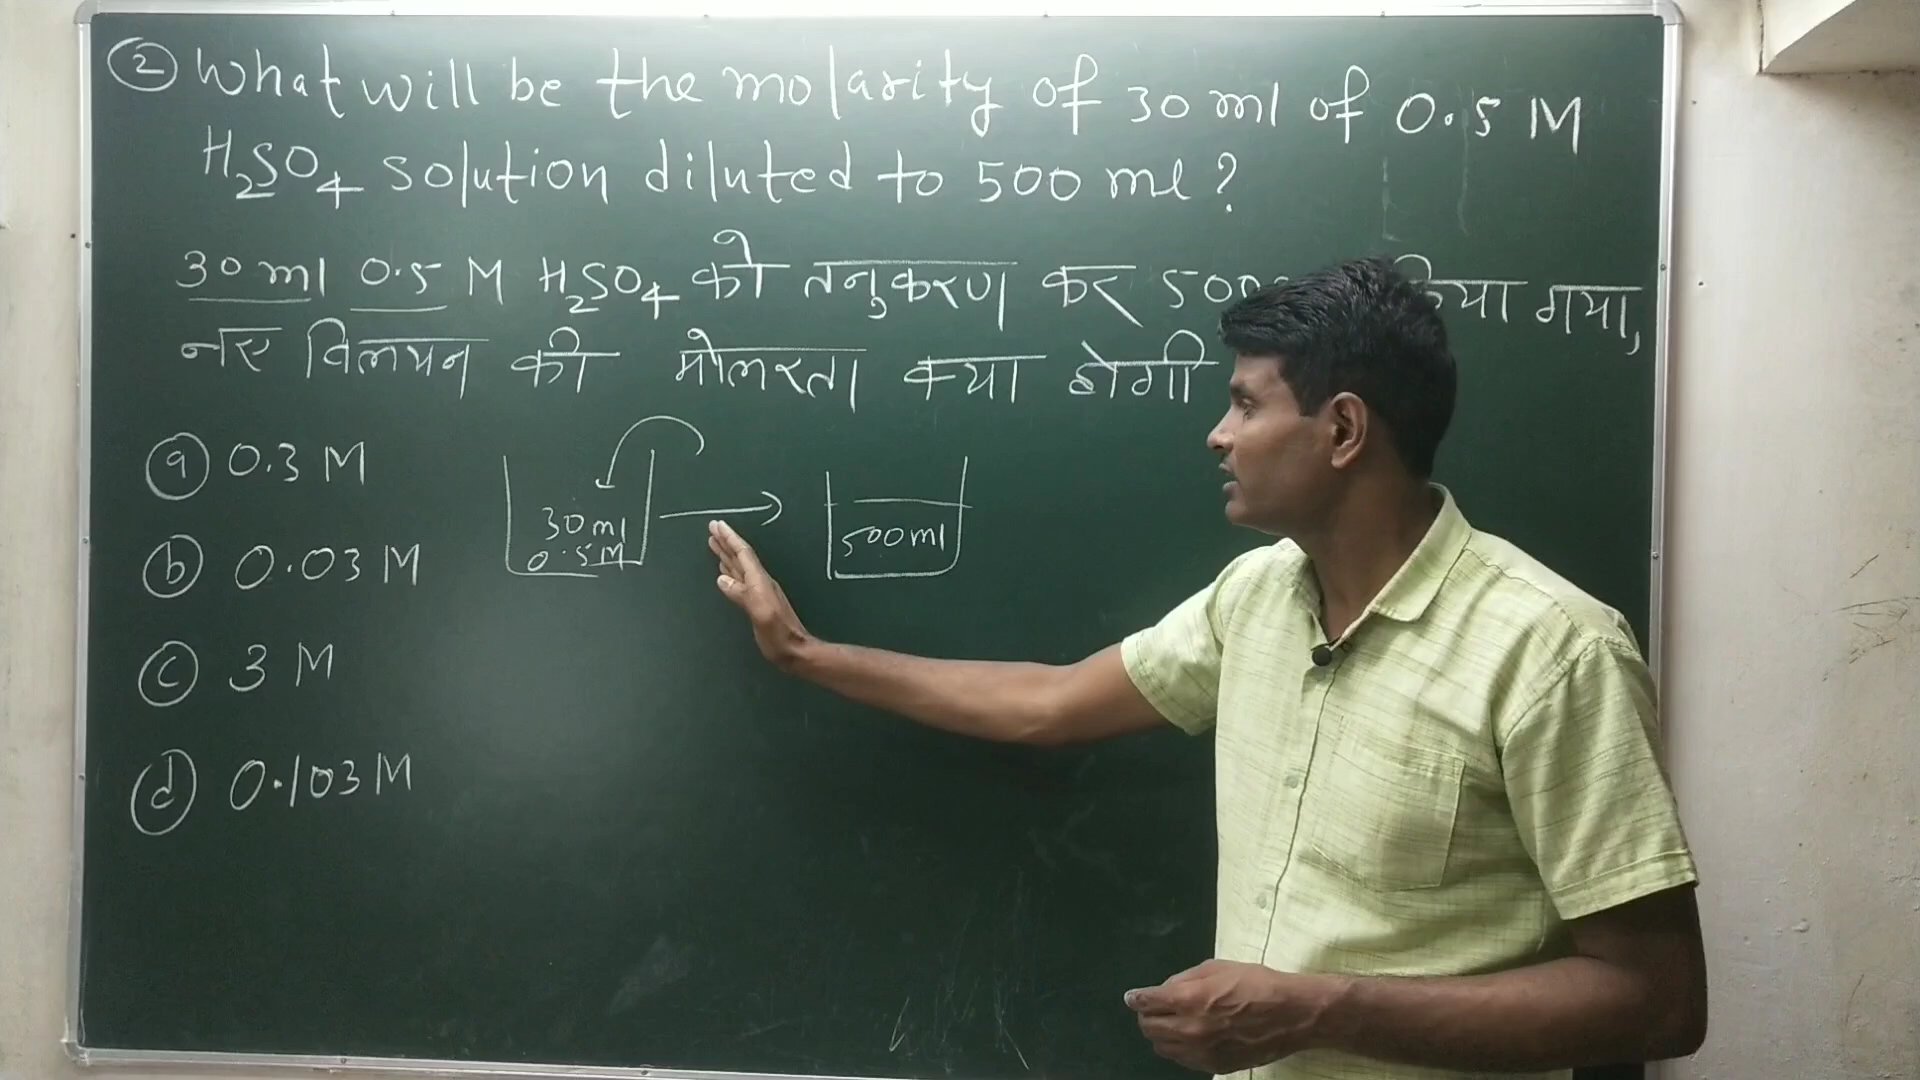 ② What will be the molarity of 30 ml of 0.5 M
H₂SO₄ solution diluted to 500 ml?
30 ml 0.5 M H₂SO₄ को तनुकरण कर 500 गया,
नए विलयन की मोलरता क्या होगी
ⓐ 0.3 M
ⓑ 0.03 M
ⓒ 3 M
ⓓ 0.103 M
30 ml
0.5 M
500 ml